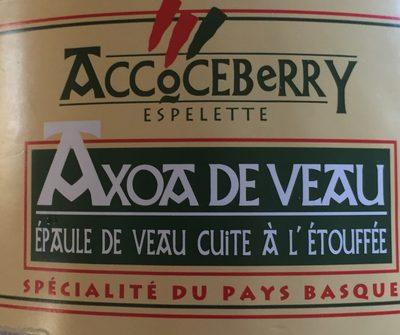 ACCOCEBERRY
ESPELETTE
AXOA DE VEAU
ÉPAULE DE VEAU CUITE À L'ÉTOUFFÉE
SPÉCIALITÉ DU PAYS BASQUE